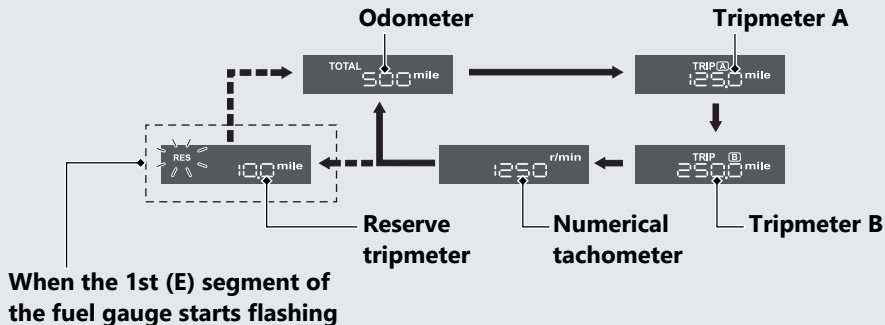 Odometer
Tripmeter A
TOTAL
500 mile
TRIP A
125.0 mile
RES
10.0 mile
r/min
1250
TRIP B
250.0 mile
Reserve
tripmeter
Numerical
tachometer
Tripmeter B
When the 1st (E) segment of
the fuel gauge starts flashing